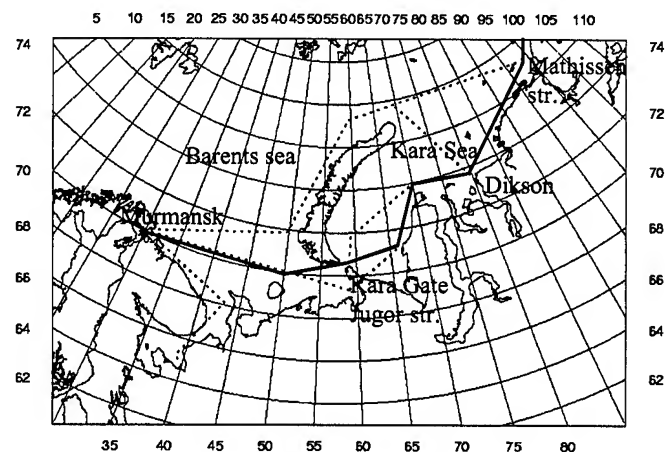 5 10 15 20 25 30 35 40 45 50 55 60 65 70 75 80 85 90 95 102 105 110
74 74
Mathissen
str.
72 72
Barents sea Kara Sea
70 70
Dikson
Murmansk
68 68
66 66
Kara Gate
Jugor str.
64 64
62 62
35 40 45 50 55 60 65 70 75 80